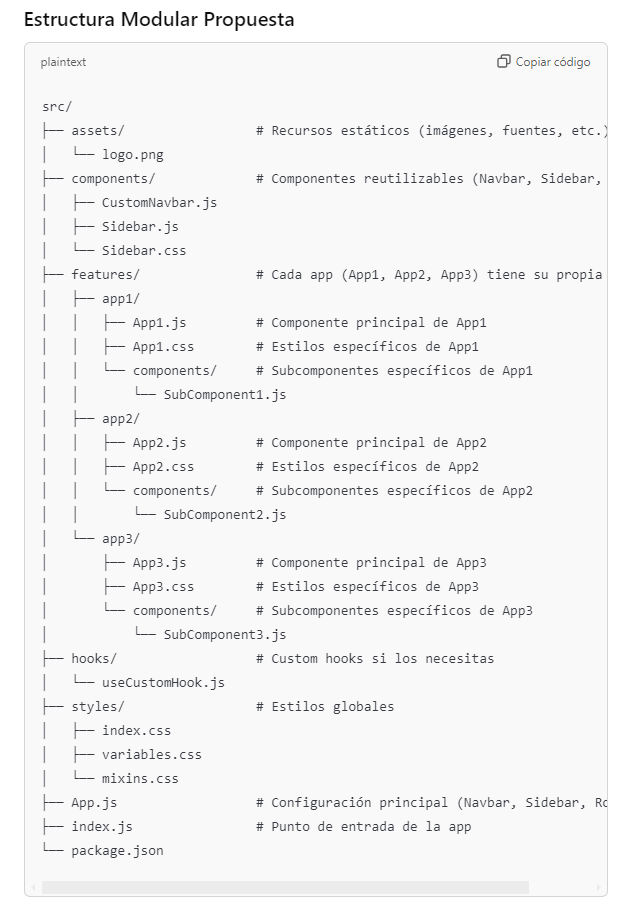 Estructura Modular Propuesta
plaintext
Copiar código
src/
├── assets/                        # Recursos estáticos (imágenes, fuentes, etc.)
│   └── logo.png
├── components/                    # Componentes reutilizables (Navbar, Sidebar,
│   ├── CustomNavbar.js
│   ├── Sidebar.js
│   └── Sidebar.css
├── features/                      # Cada app (App1, App2, App3) tiene su propia
│   ├── app1/
│   │   ├── App1.js                # Componente principal de App1
│   │   ├── App1.css               # Estilos específicos de App1
│   │   └── components/            # Subcomponentes específicos de App1
│   │       └── SubComponent1.js
│   ├── app2/
│   │   ├── App2.js                # Componente principal de App2
│   │   ├── App2.css               # Estilos específicos de App2
│   │   └── components/            # Subcomponentes específicos de App2
│   │       └── SubComponent2.js
│   └── app3/
│       ├── App3.js                # Componente principal de App3
│       ├── App3.css               # Estilos específicos de App3
│       └── components/            # Subcomponentes específicos de App3
│           └── SubComponent3.js
├── hooks/                         # Custom hooks si los necesitas
│   └── useCustomHook.js
├── styles/                        # Estilos globales
│   ├── index.css
│   ├── variables.css
│   └── mixins.css
├── App.js                         # Configuración principal (Navbar, Sidebar,
├── index.js                       # Punto de entrada de la app
└── package.json